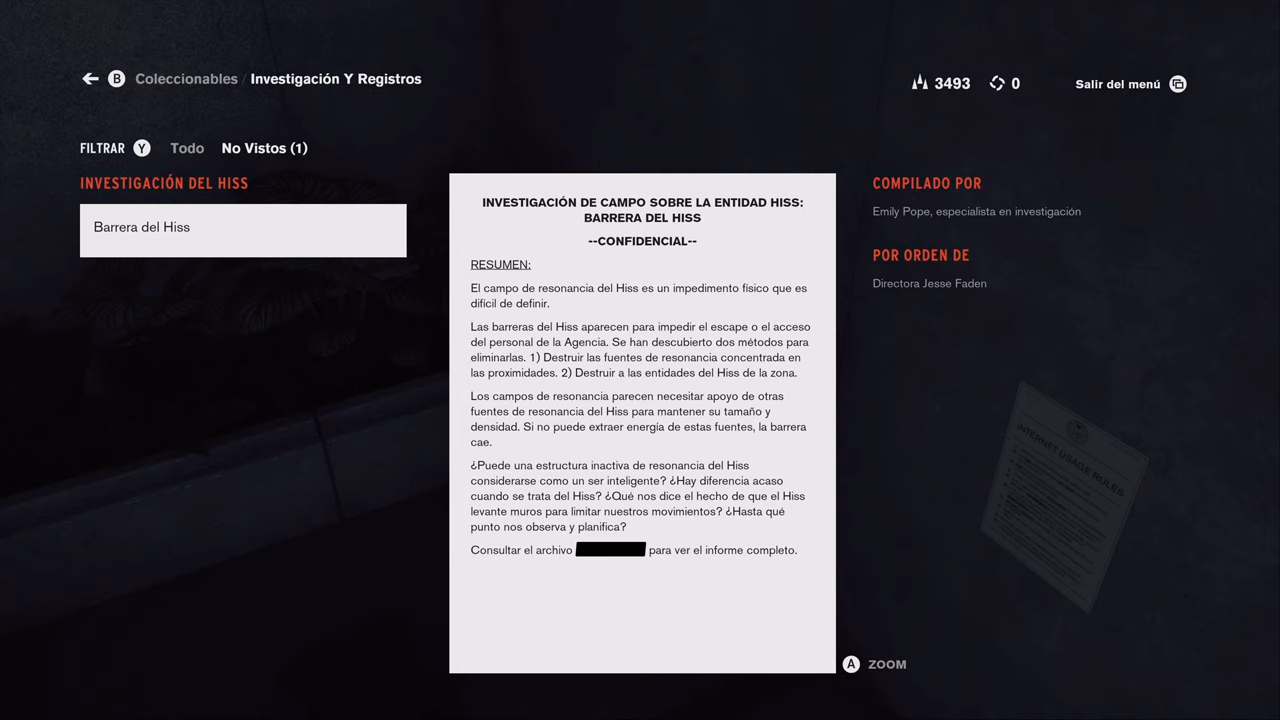 B Coleccionables / Investigación Y Registros
3493
0
Salir del menú
FILTRAR Y Todo No Vistos (1)
INVESTIGACIÓN DEL HISS
Barrera del Hiss
INVESTIGACIÓN DE CAMPO SOBRE LA ENTIDAD HISS:
BARRERA DEL HISS
--CONFIDENCIAL--
RESUMEN:
El campo de resonancia del Hiss es un impedimento físico que es
difícil de definir.
Las barreras del Hiss aparecen para impedir el escape o el acceso
del personal de la Agencia. Se han descubierto dos métodos para
eliminarlas. 1) Destruir las fuentes de resonancia concentrada en
las proximidades. 2) Destruir a las entidades del Hiss de la zona.
Los campos de resonancia parecen necesitar apoyo de otras
fuentes de resonancia del Hiss para mantener su tamaño y
densidad. Si no puede extraer energía de estas fuentes, la barrera
cae.
¿Puede una estructura inactiva de resonancia del Hiss
considerarse como un ser inteligente? ¿Hay diferencia acaso
cuando se trata del Hiss? ¿Qué nos dice el hecho de que el Hiss
levante muros para limitar nuestros movimientos? ¿Hasta qué
punto nos observa y planifica?
Consultar el archivo para ver el informe completo.
COMPILADO POR
Emily Pope, especialista en investigación
POR ORDEN DE
Directora Jesse Faden
INTERNET USAGE RULES
A ZOOM